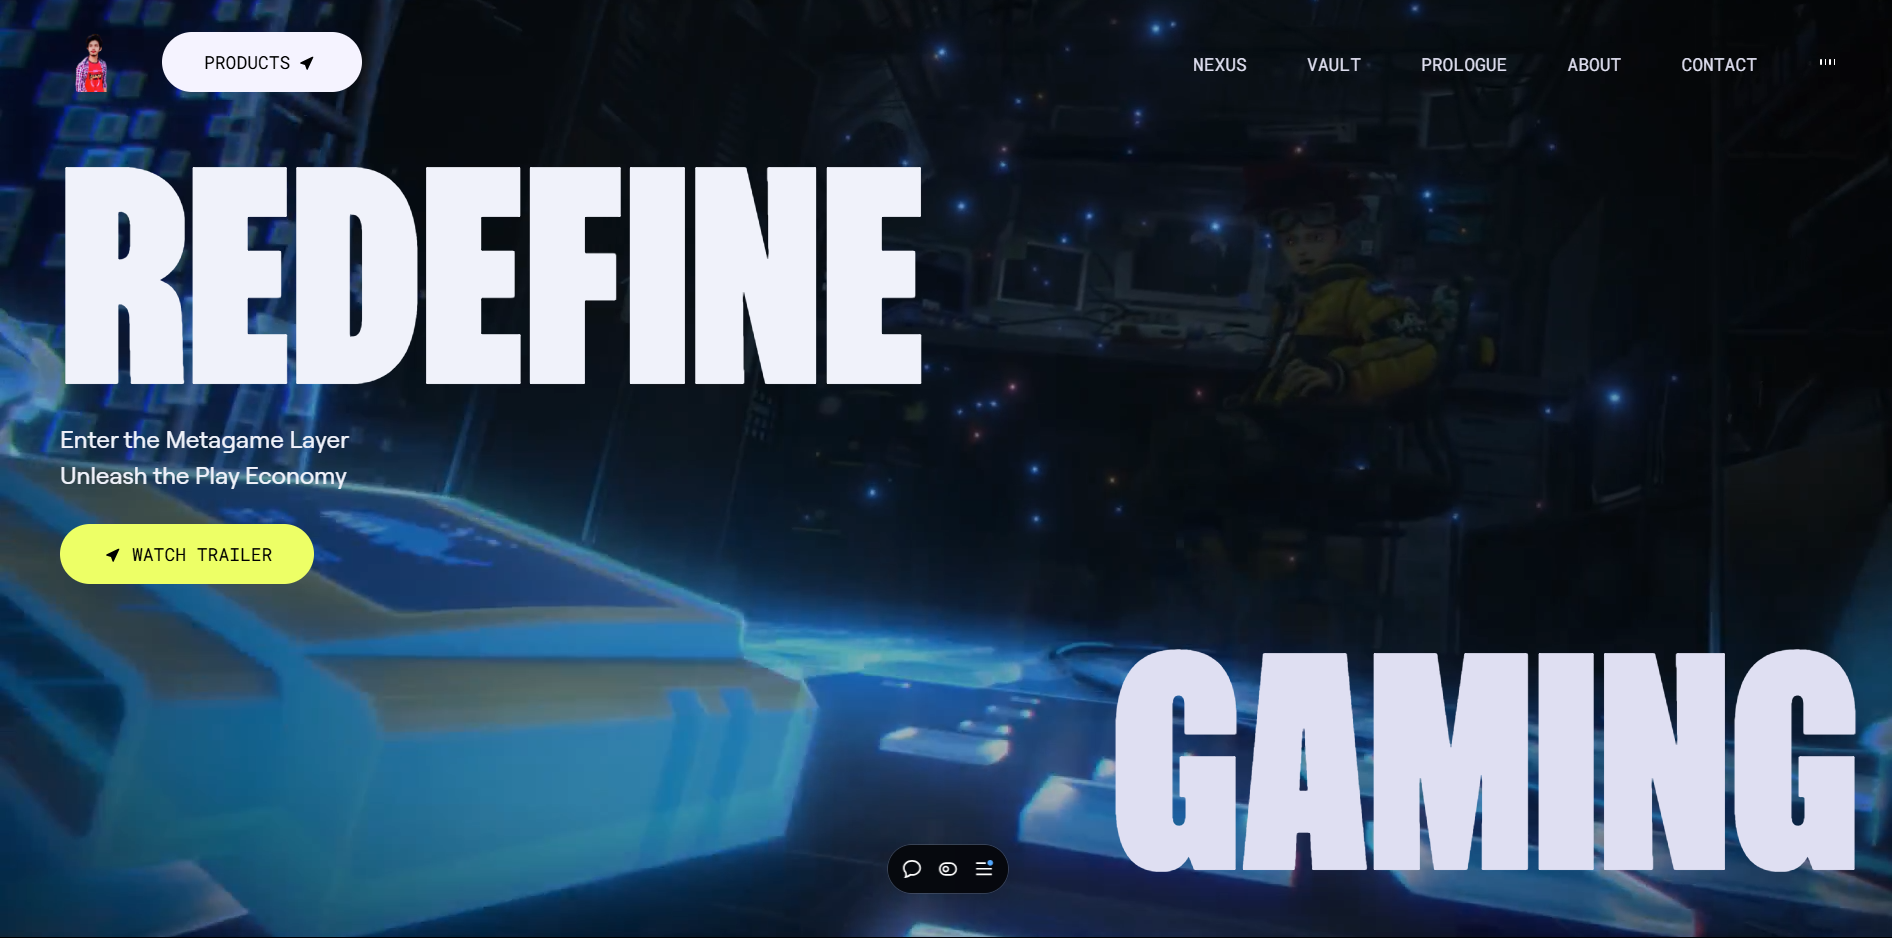 PRODUCTS
NEXUS
VAULT
PROLOGUE
ABOUT
CONTACT
REDEFINE
Enter the Metagame Layer
Unleash the Play Economy
WATCH TRAILER
GAMING